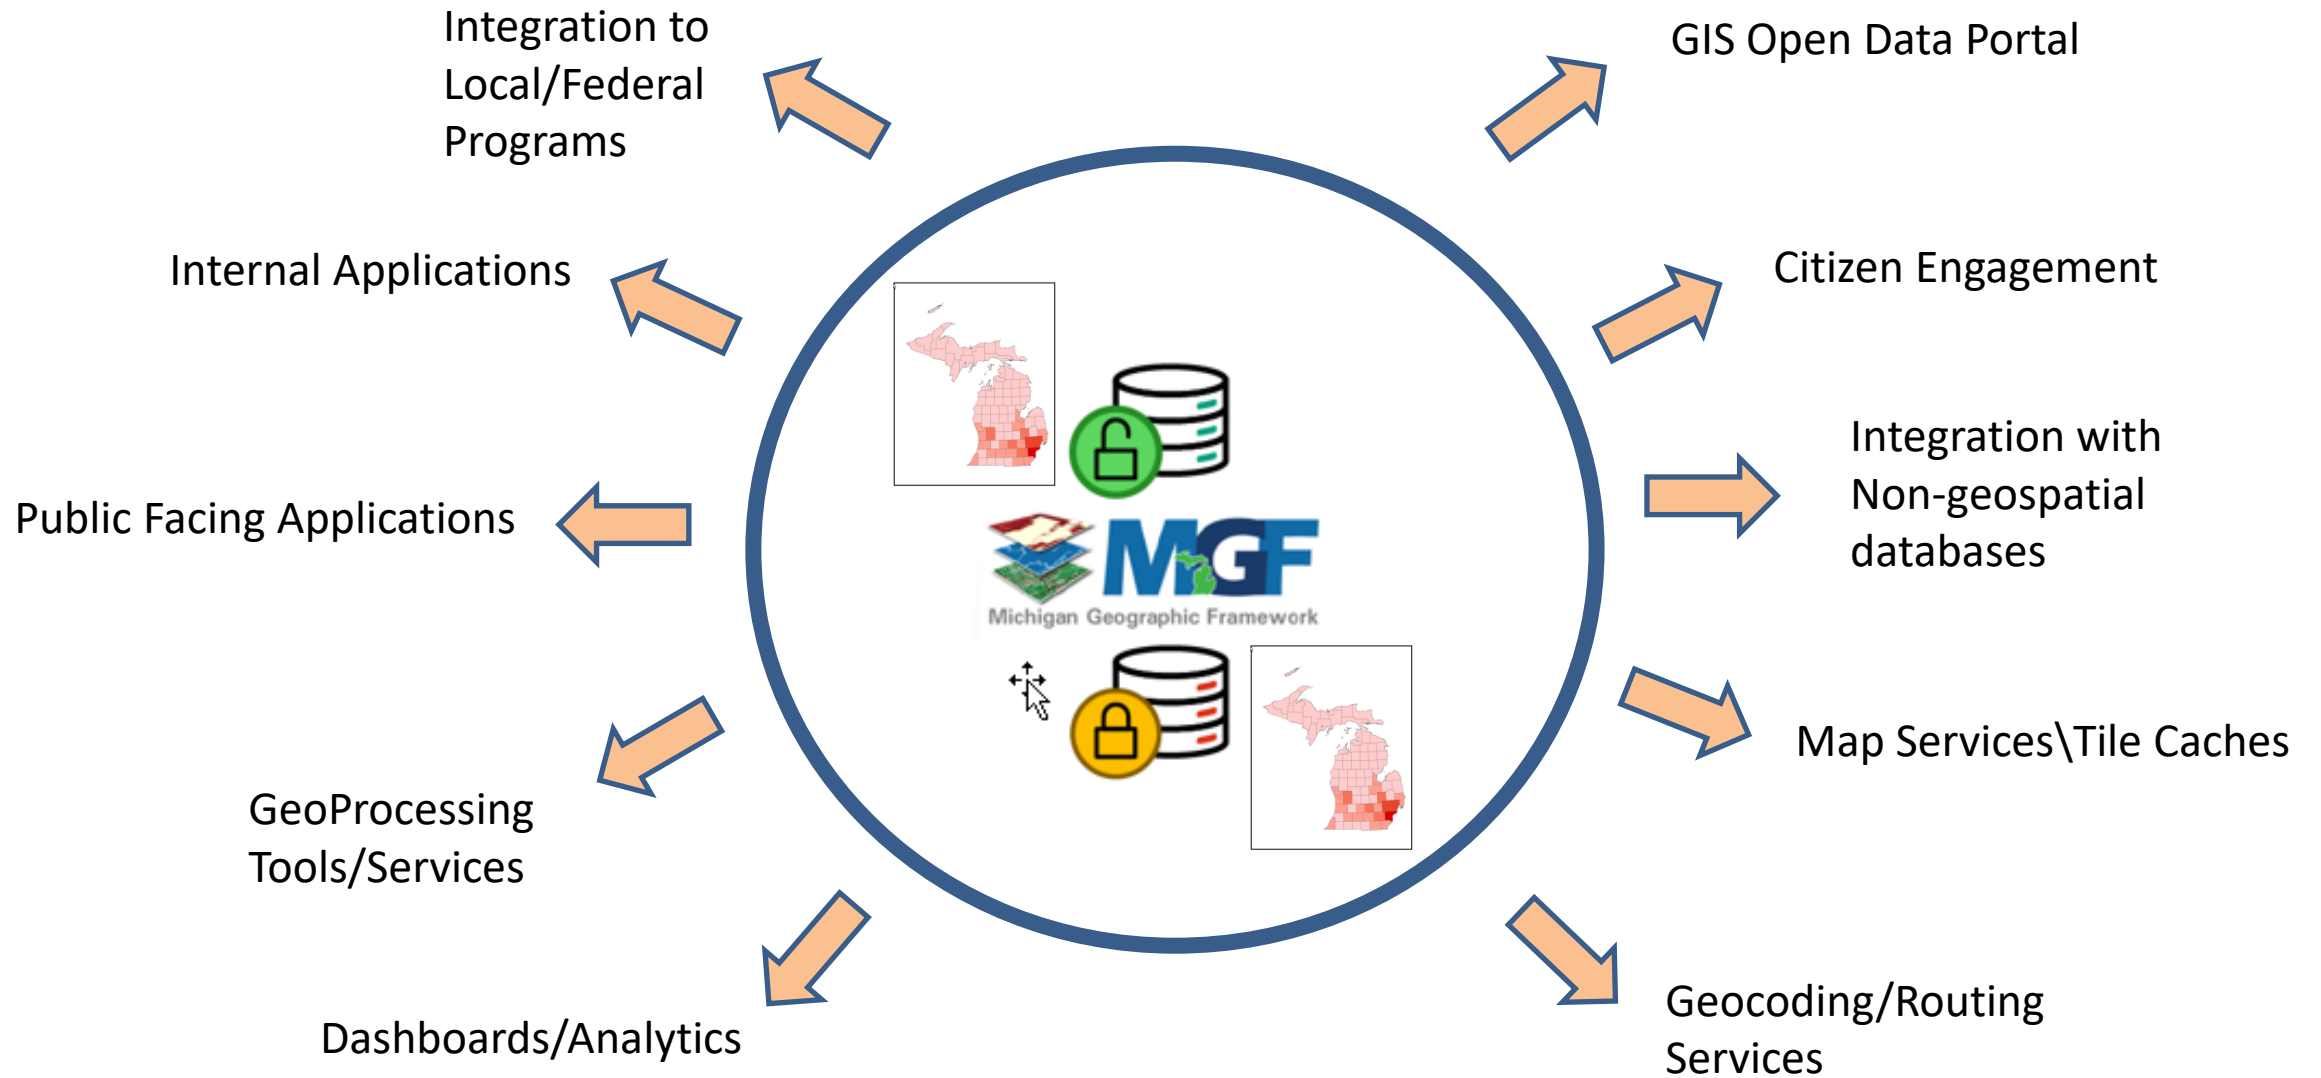 Integration to
Local/Federal
Programs
GIS Open Data Portal
Internal Applications
Citizen Engagement
Public Facing Applications
Integration with
Non-geospatial
databases
MGF
Michigan Geographic Framework
GeoProcessing
Tools/Services
Map Services\Tile Caches
Dashboards/Analytics
Geocoding/Routing
Services